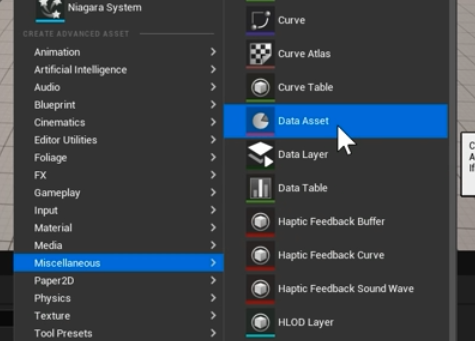 Niagara System
CREATE ADVANCED ASSET
Animation
Artificial Intelligence
Audio
Blueprint
Cinematics
Editor Utilities
Foliage
FX
Gameplay
Input
Material
Media
Miscellaneous
Paper2D
Physics
Texture
Tool Presets
Curve
Curve Atlas
Curve Table
Data Asset
Data Layer
Data Table
Haptic Feedback Buffer
Haptic Feedback Curve
Haptic Feedback Sound Wave
HLOD Layer